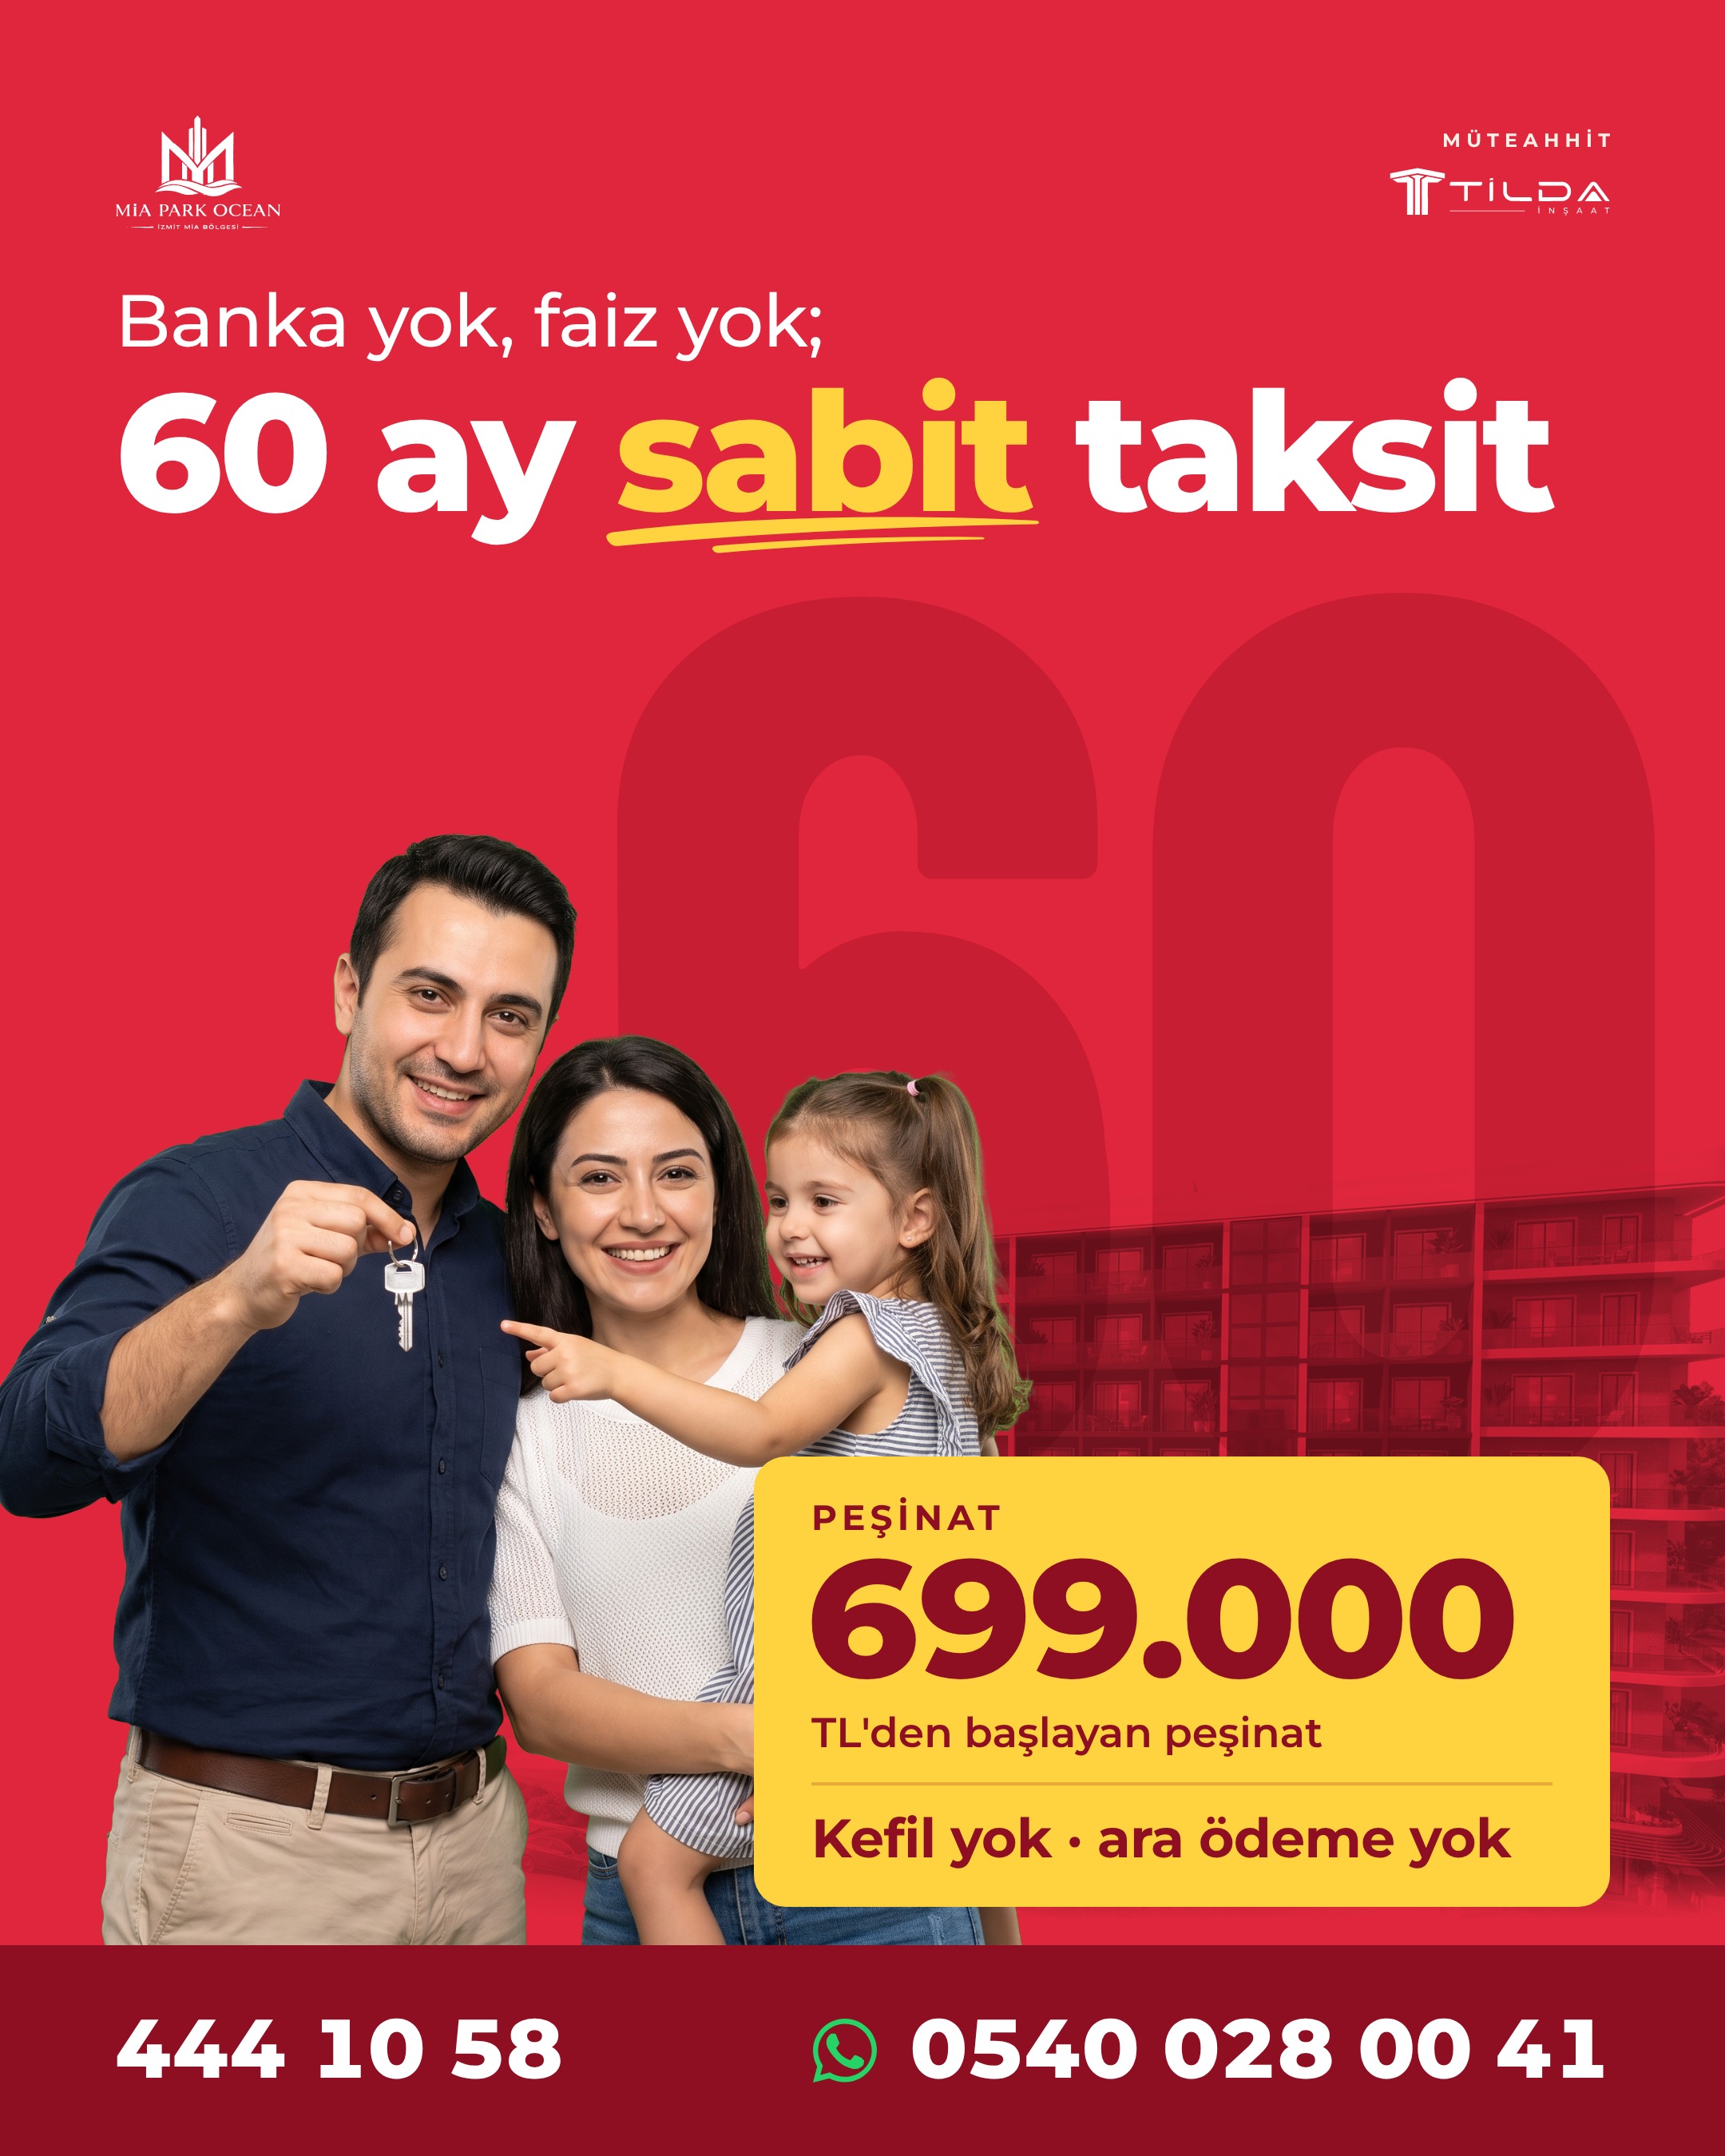 MİA PARK OCEAN
İZMİT MİA BÖLGESİ
MÜTEAHHİT
TİLDA
İNŞAAT
Banka yok, faiz yok;
60 ay sabit taksit
60
PEŞİNAT
699.000
TL'den başlayan peşinat
Kefil yok · ara ödeme yok
444 10 58
0540 028 00 41